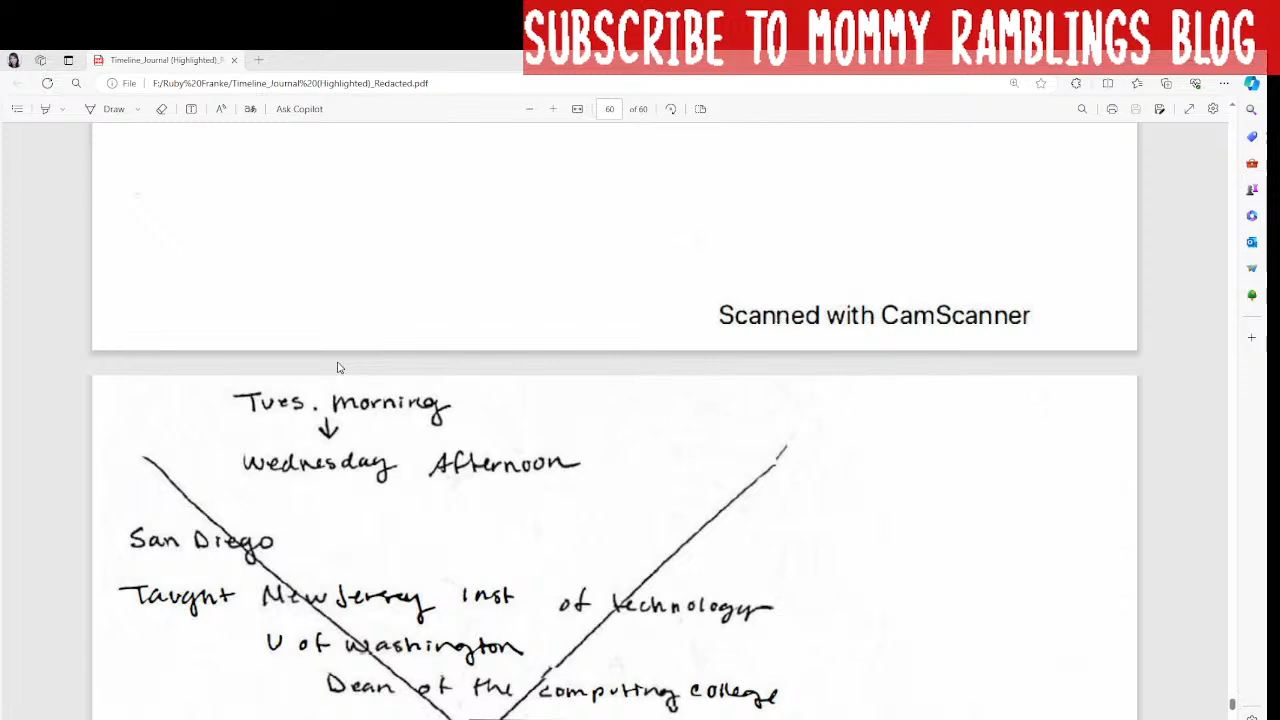 SUBSCRIBE TO MOMMY RAMBLINGS BLOG
Timeline_Journal (Highlighted)_R
File F:/Ruby%20Franke/Timeline_Journal%20(Highlighted)_Redacted.pdf
Draw Ask Copilot 60 of 60
Scanned with CamScanner
Tues. morning
Wednesday Afternoon
San Diego
Taught New Jersey Inst of technology
U of Washington
Dean of the computing college